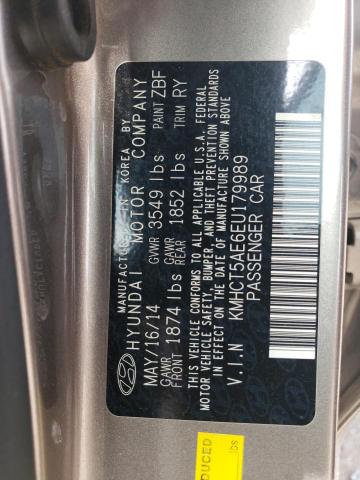 MANUFACTURED IN KOREA BY
HYUNDAI MOTOR COMPANY
MAY/16/14 GVWR 3549 lbs PAINT ZBF
GAWR FRONT 1874 lbs GAWR REAR 1852 lbs TRIM RY
THIS VEHICLE CONFORMS TO ALL APPLICABLE U.S.A. FEDERAL
MOTOR VEHICLE SAFETY, BUMPER, AND THEFT PREVENTION STANDARDS
IN EFFECT ON THE DATE OF MANUFACTURE SHOWN ABOVE
V.I.N KMHCT5AE6EU179989
PASSENGER CAR
DUCED
lbs